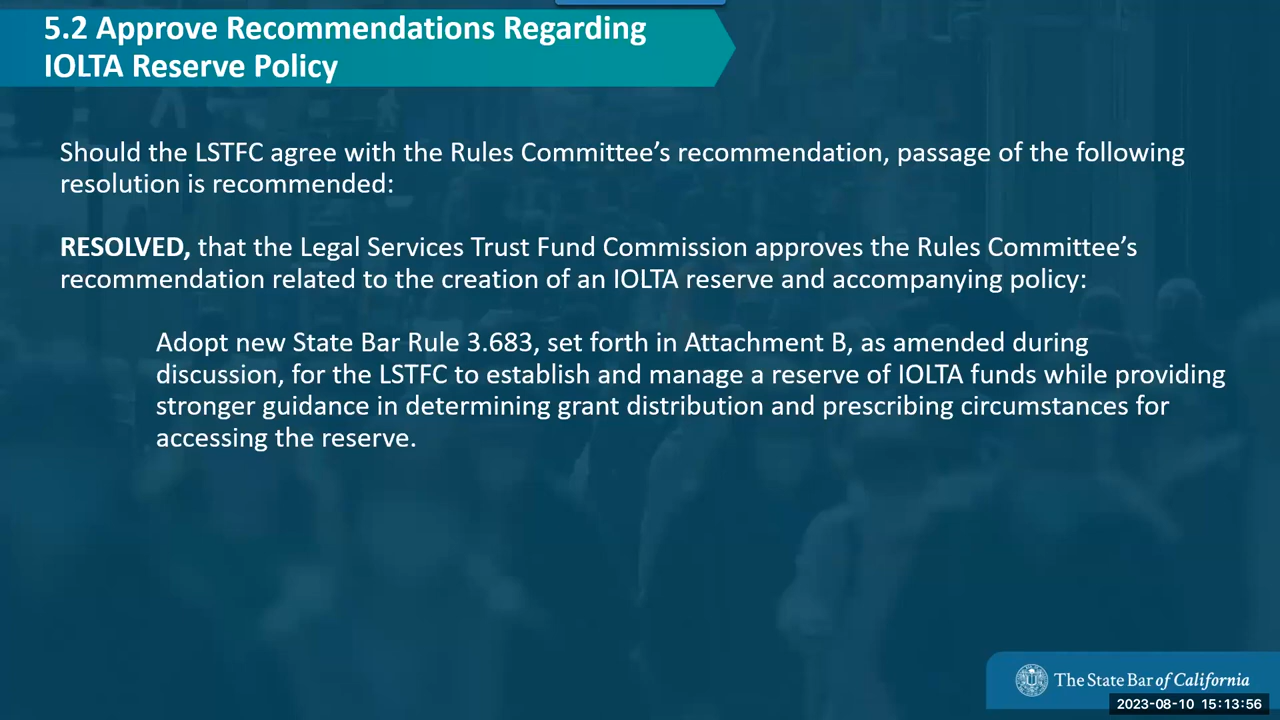 5.2 Approve Recommendations Regarding
IOLTA Reserve Policy
Should the LSTFC agree with the Rules Committee’s recommendation, passage of the following
resolution is recommended:
RESOLVED, that the Legal Services Trust Fund Commission approves the Rules Committee’s
recommendation related to the creation of an IOLTA reserve and accompanying policy:
Adopt new State Bar Rule 3.683, set forth in Attachment B, as amended during
discussion, for the LSTFC to establish and manage a reserve of IOLTA funds while providing
stronger guidance in determining grant distribution and prescribing circumstances for
accessing the reserve.
The State Bar of California
2023-08-10 15:13:56